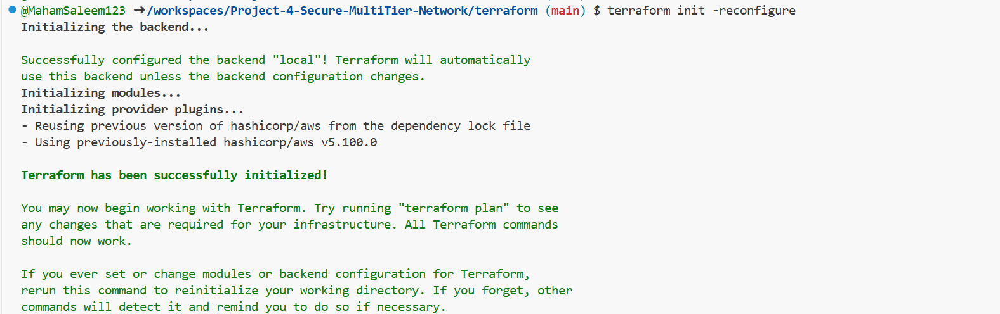 @MahamSaleem123 →/workspaces/Project-4-Secure-MultiTier-Network/terraform (main) $ terraform init -reconfigure
Initializing the backend...
Successfully configured the backend "local"! Terraform will automatically
use this backend unless the backend configuration changes.
Initializing modules...
Initializing provider plugins...
- Reusing previous version of hashicorp/aws from the dependency lock file
- Using previously-installed hashicorp/aws v5.100.0
Terraform has been successfully initialized!
You may now begin working with Terraform. Try running "terraform plan" to see
any changes that are required for your infrastructure. All Terraform commands
should now work.
If you ever set or change modules or backend configuration for Terraform,
rerun this command to reinitialize your working directory. If you forget, other
commands will detect it and remind you to do so if necessary.